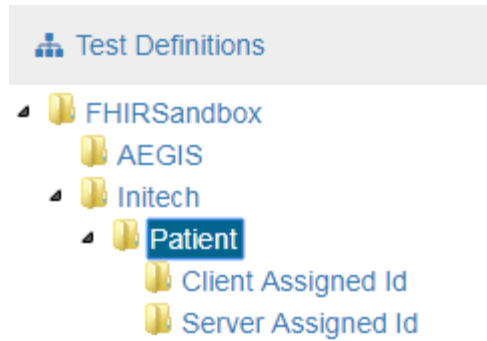 Test Definitions
FHIRSandbox
AEGIS
Initech
Patient
Client Assigned Id
Server Assigned Id